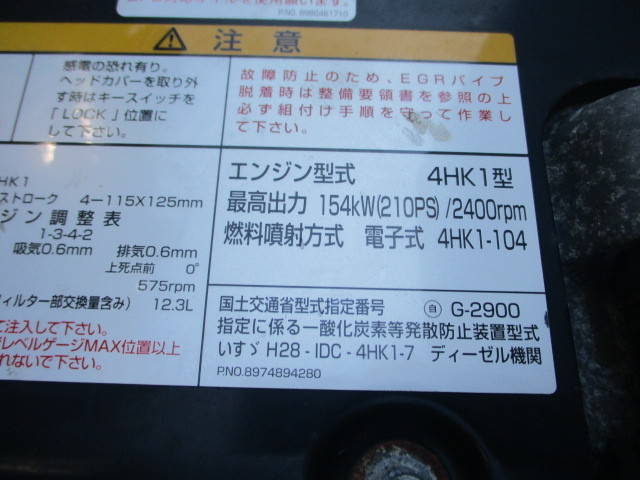 P.NO.8980481710
注意
感電の恐れ有り。
ヘッドカバーを取り外
す時はキースイッチを
「LOCK」位置に
して下さい。
故障防止のため、EGRパイプ
脱着時は整備要領書を参照の上
必ず組付け手順を守って作業し
て下さい。
HK1
ストローク 4－115X125mm
ジン調整表
1-3-4-2
吸気0.6mm 排気0.6mm
上死点前 0°
575rpm
フィルター部交換量含み) 12.3L
て注入して下さい。
レベルゲージMAX位置以上
れないで下さい。
エンジン型式 4HK1型
最高出力 154kW(210PS)/2400rpm
燃料噴射方式 電子式 4HK1-104
国土交通省型式指定番号 自 G-2900
指定に係る一酸化炭素等発散防止装置型式
いすゞ H28-IDC-4HK1-7 ディーゼル機関
P.NO.8974894280